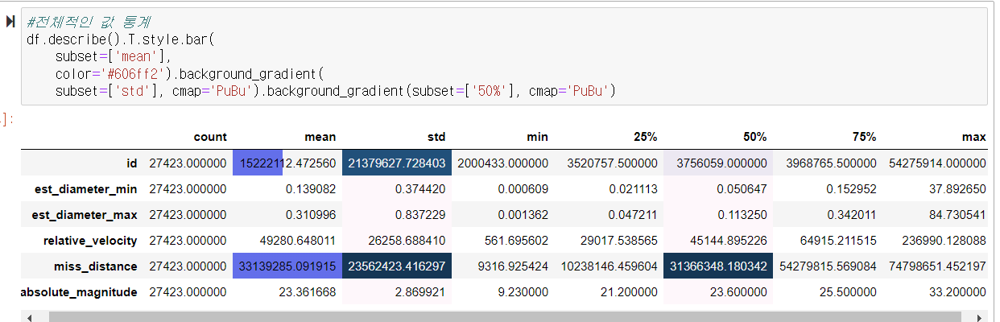 #전체적인 값 통계
df.describe().T.style.bar(
    subset=['mean'],
    color='#606ff2').background_gradient(
    subset=['std'], cmap='PuBu').background_gradient(subset=['50%'], cmap='PuBu')
]:
count mean std min 25% 50% 75% max
id 27423.000000 15222112.472560 21379627.728403 2000433.000000 3520757.500000 3756059.000000 3968765.500000 54275914.000000
est_diameter_min 27423.000000 0.139082 0.374420 0.000609 0.021113 0.050647 0.152952 37.892650
est_diameter_max 27423.000000 0.310996 0.837229 0.001362 0.047211 0.113250 0.342011 84.730541
relative_velocity 27423.000000 49280.648011 26258.688410 561.695602 29017.538565 45144.895226 64915.211515 236990.128088
miss_distance 27423.000000 33139285.091915 23562423.416297 9316.925424 10238146.459604 31366348.180342 54279815.569084 74798651.452197
absolute_magnitude 27423.000000 23.361668 2.869921 9.230000 21.200000 23.600000 25.500000 33.200000